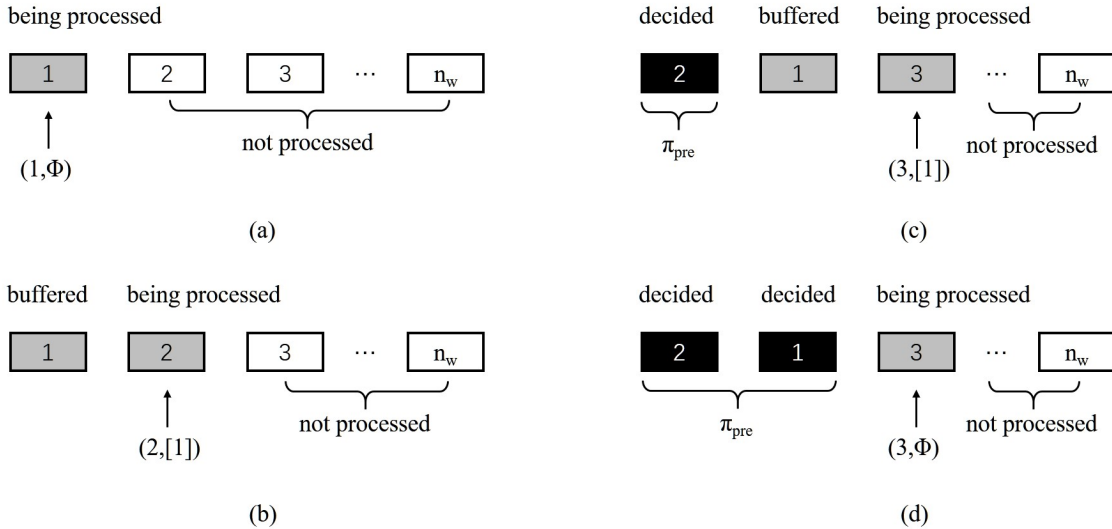 being processed
1 2 3 ... n_w
not processed
(1,Φ)
(a)
buffered being processed
1 2 3 ... n_w
not processed
(2,[1])
(b)
decided buffered being processed
2 1 3 ... n_w
π_pre
not processed
(3,[1])
(c)
decided decided being processed
2 1 3 ... n_w
not processed
π_pre
(3,Φ)
(d)